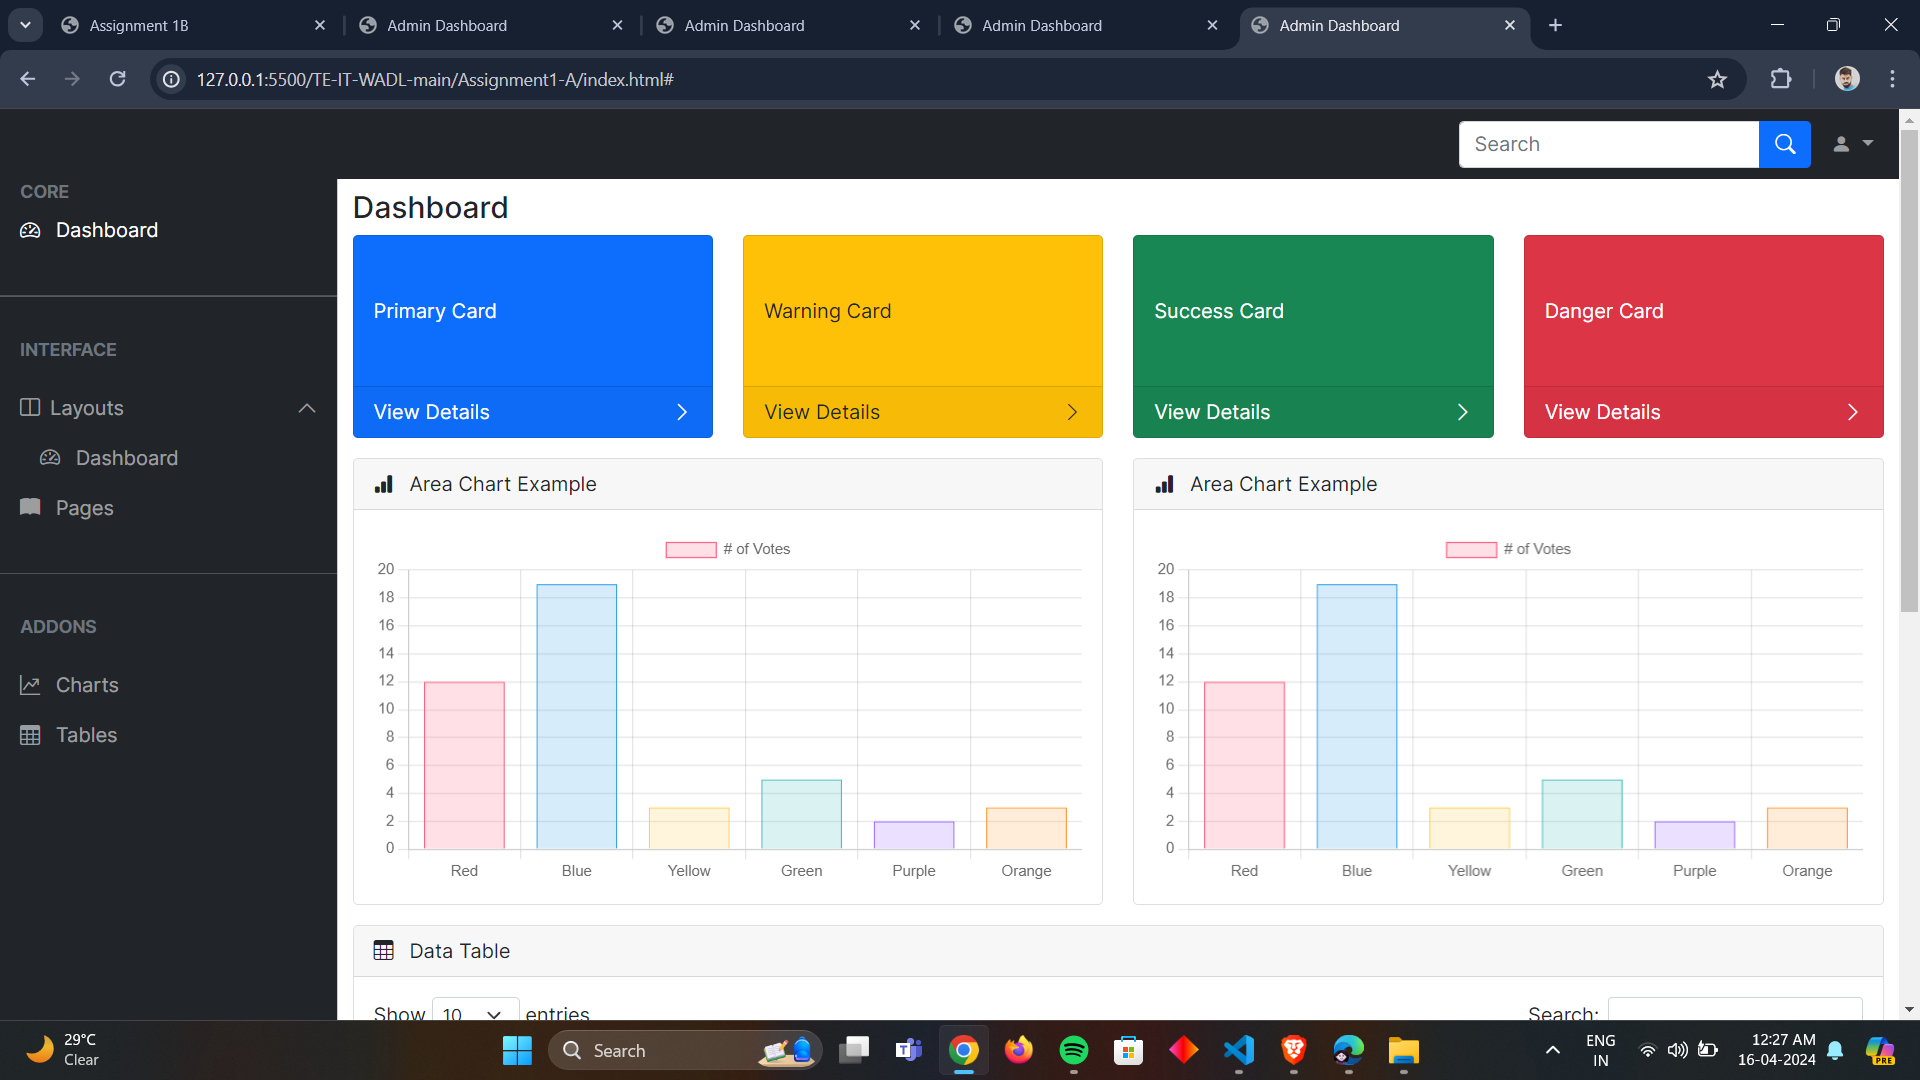 Assignment 1B
Admin Dashboard
Admin Dashboard
Admin Dashboard
Admin Dashboard
127.0.0.1:5500/TE-IT-WADL-main/Assignment1-A/index.html#
Search
CORE
Dashboard
INTERFACE
Layouts
Dashboard
Pages
ADDONS
Charts
Tables
Dashboard
Primary Card
View Details
Warning Card
View Details
Success Card
View Details
Danger Card
View Details
Area Chart Example
# of Votes
20
18
16
14
12
10
8
6
4
2
0
Red Blue Yellow Green Purple Orange
Area Chart Example
# of Votes
20
18
16
14
12
10
8
6
4
2
0
Red Blue Yellow Green Purple Orange
Data Table
Show 10 entries
Search:
29°C
Clear
Search
ENG
IN
12:27 AM
16-04-2024
PRE